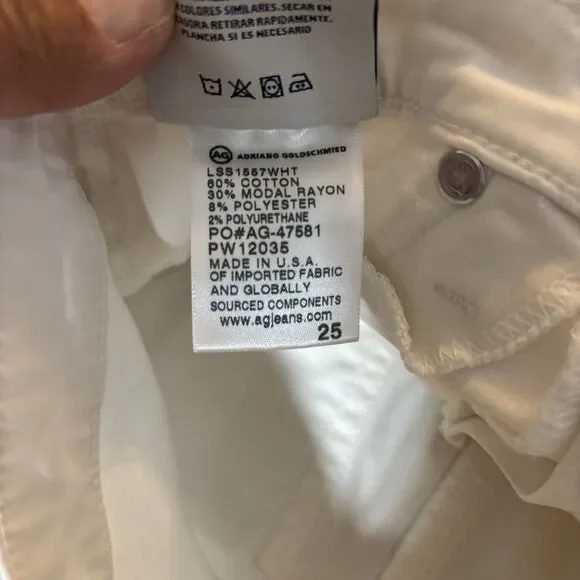 COLORES SIMILARES. SECAR EN
RETIRAR RAPIDAMENTE.
PLANCHA SI ES NECESARIO
AG ADRIANO GOLDSCHMIED
LSS1557WHT
60% COTTON
30% MODAL RAYON
8% POLYESTER
2% POLYURETHANE
PO#AG-47581
PW12035
MADE IN U.S.A.
OF IMPORTED FABRIC
AND GLOBALLY
SOURCED COMPONENTS
www.agjeans.com
25